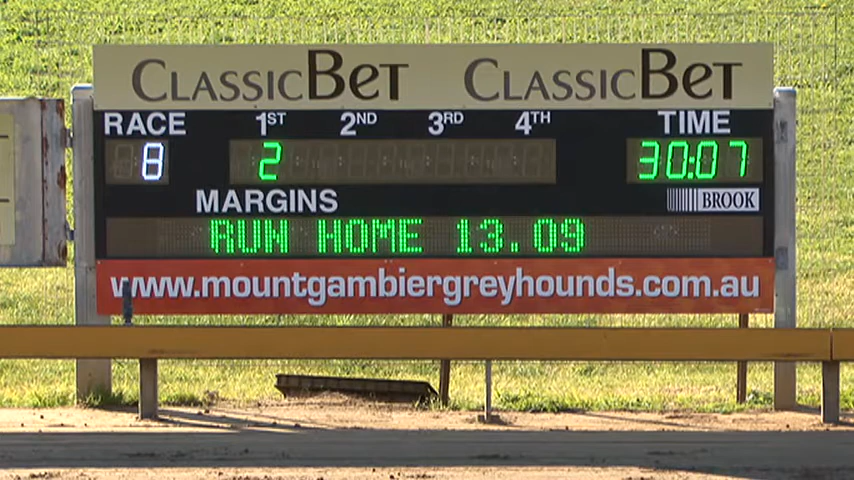 CLASSICBET CLASSICBET
RACE 1ST 2ND 3RD 4TH TIME
8 2 30:07
MARGINS BROOK
RUN HOME 13.09
www.mountgambiergreyhounds.com.au